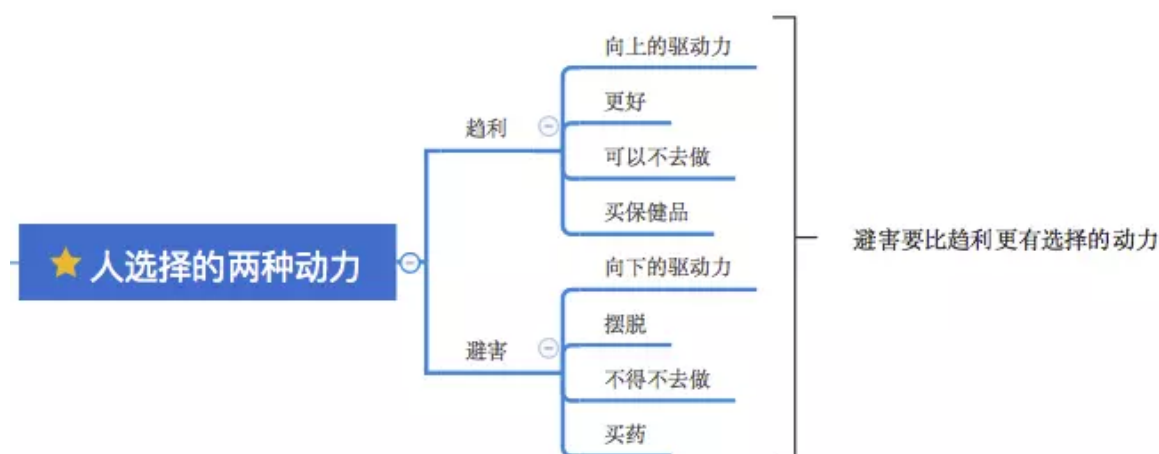 人选择的两种动力
趋利
向上的驱动力
更好
可以不去做
买保健品
避害
向下的驱动力
摆脱
不得不去做
买药
避害要比趋利更有选择的动力